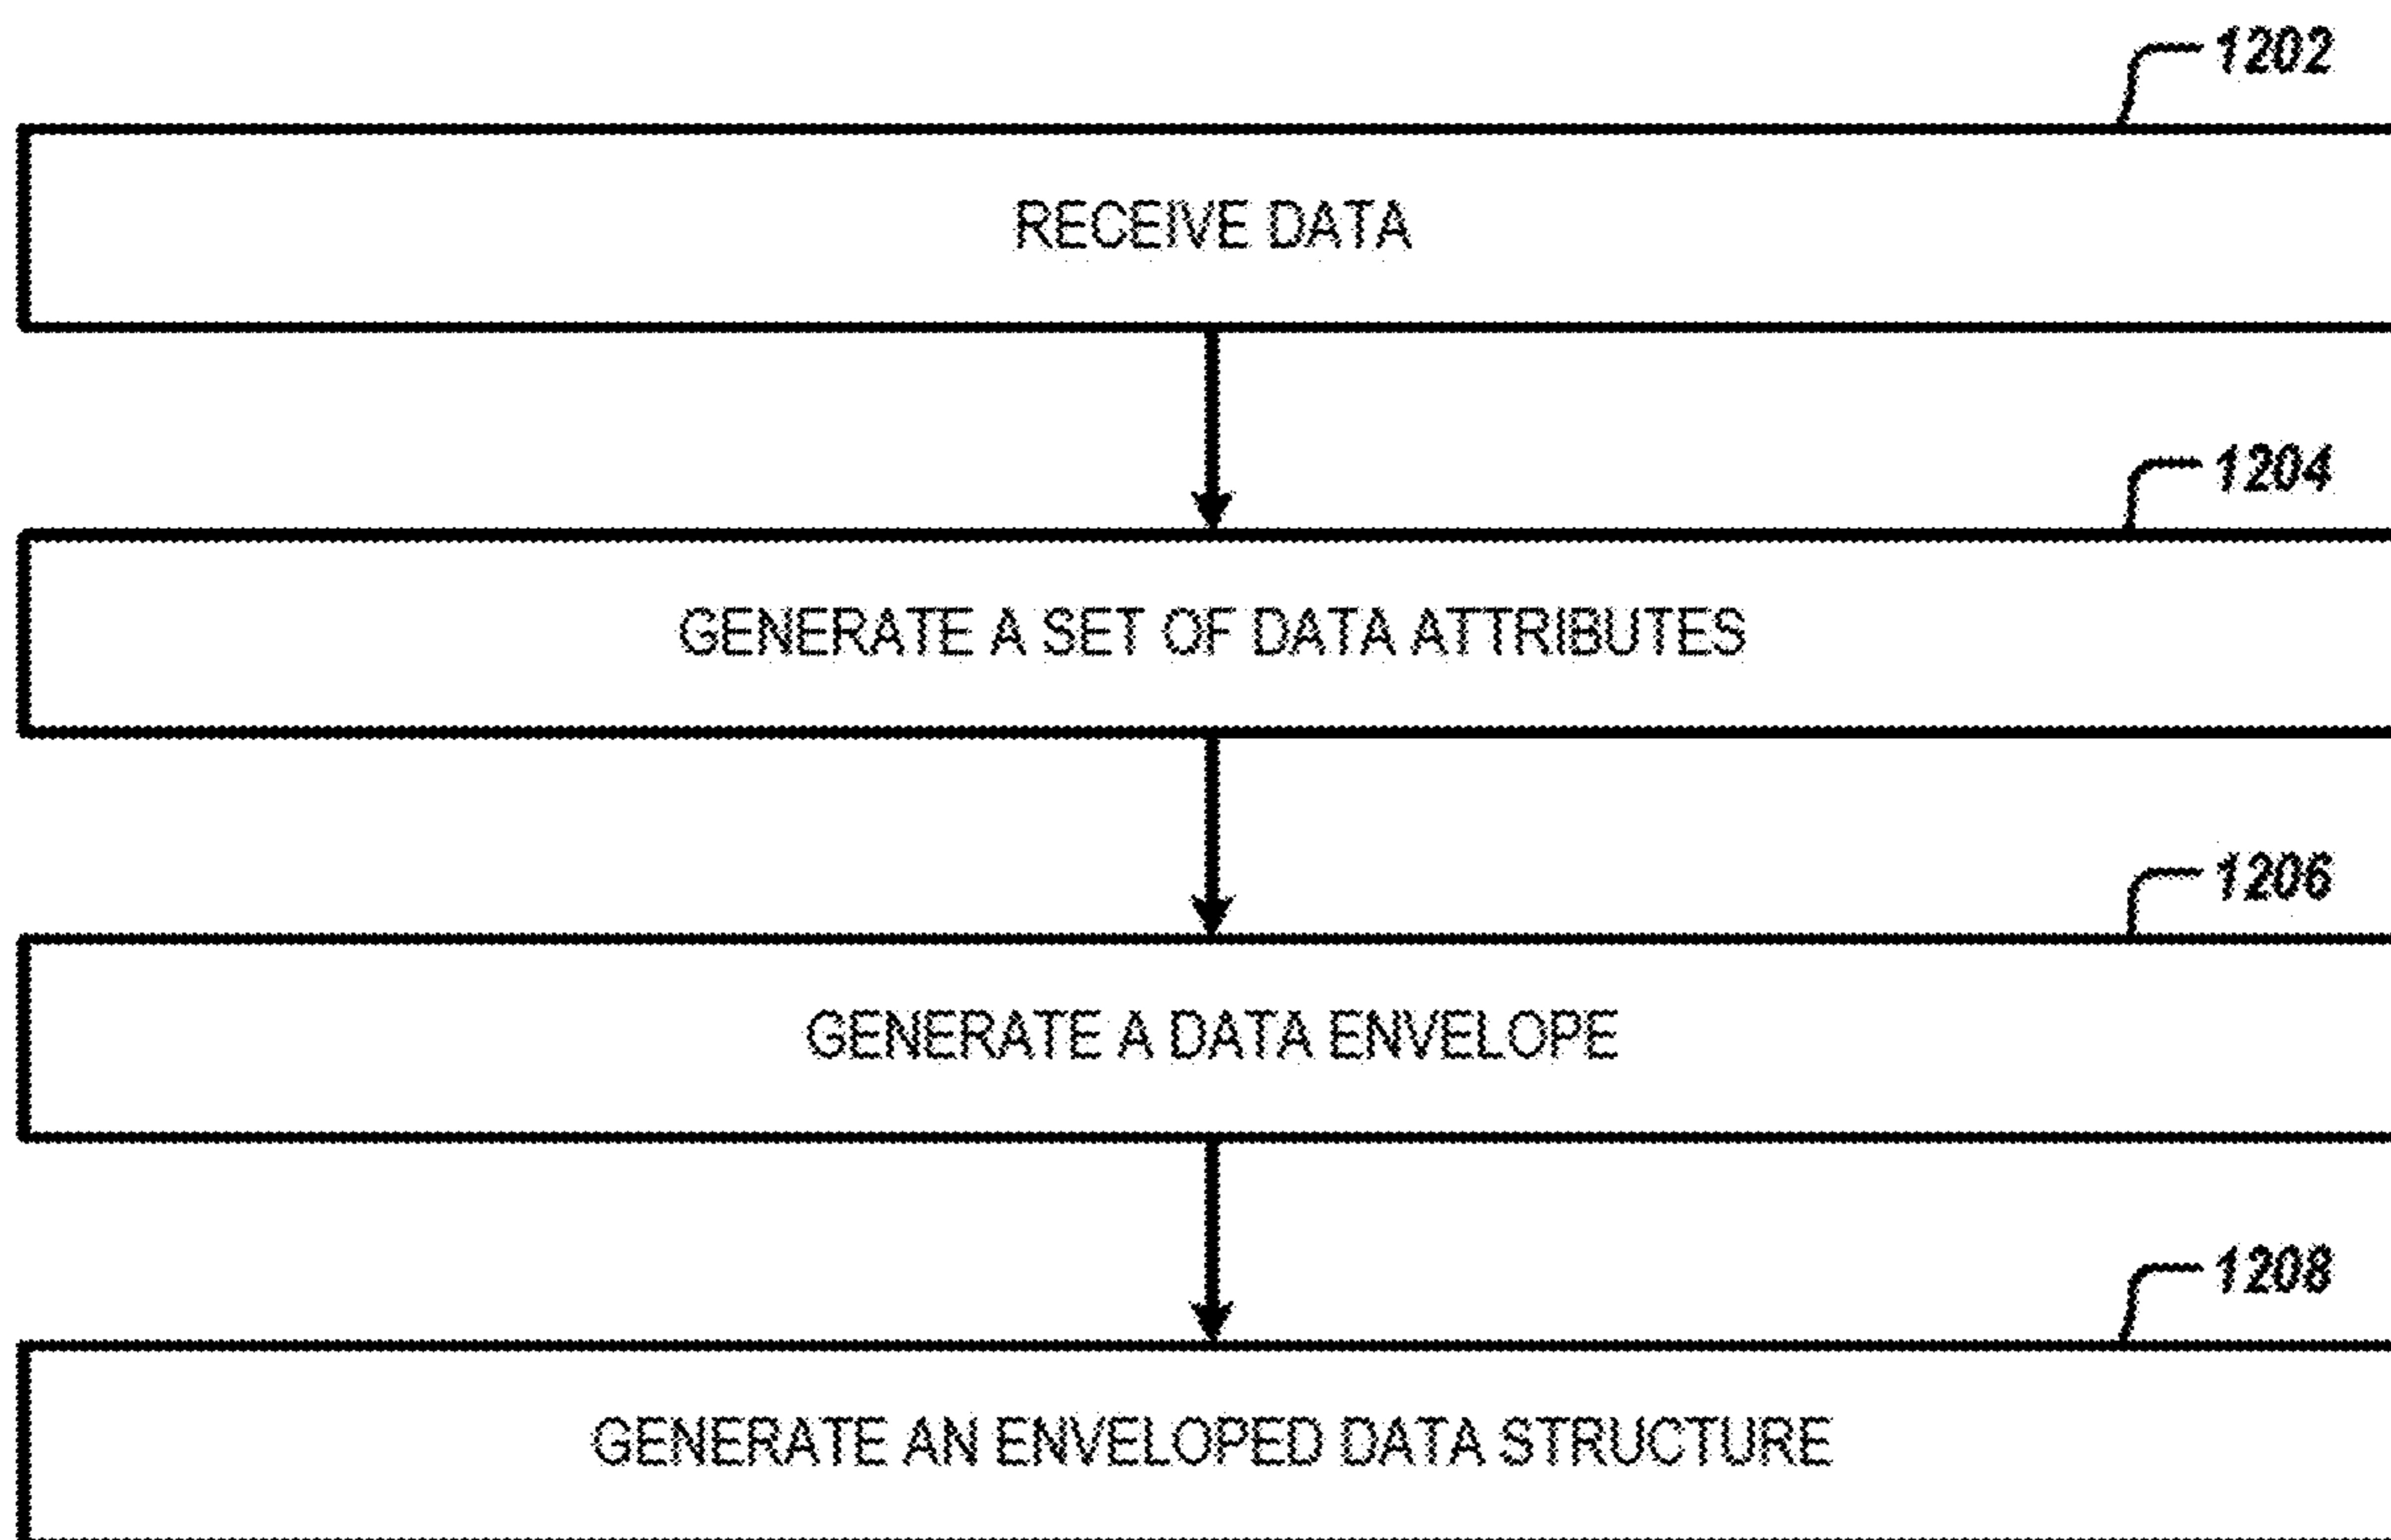 1202
RECEIVE DATA
1204
GENERATE A SET OF DATA ATTRIBUTES
1206
GENERATE A DATA ENVELOPE
1208
GENERATE AN ENVELOPED DATA STRUCTURE